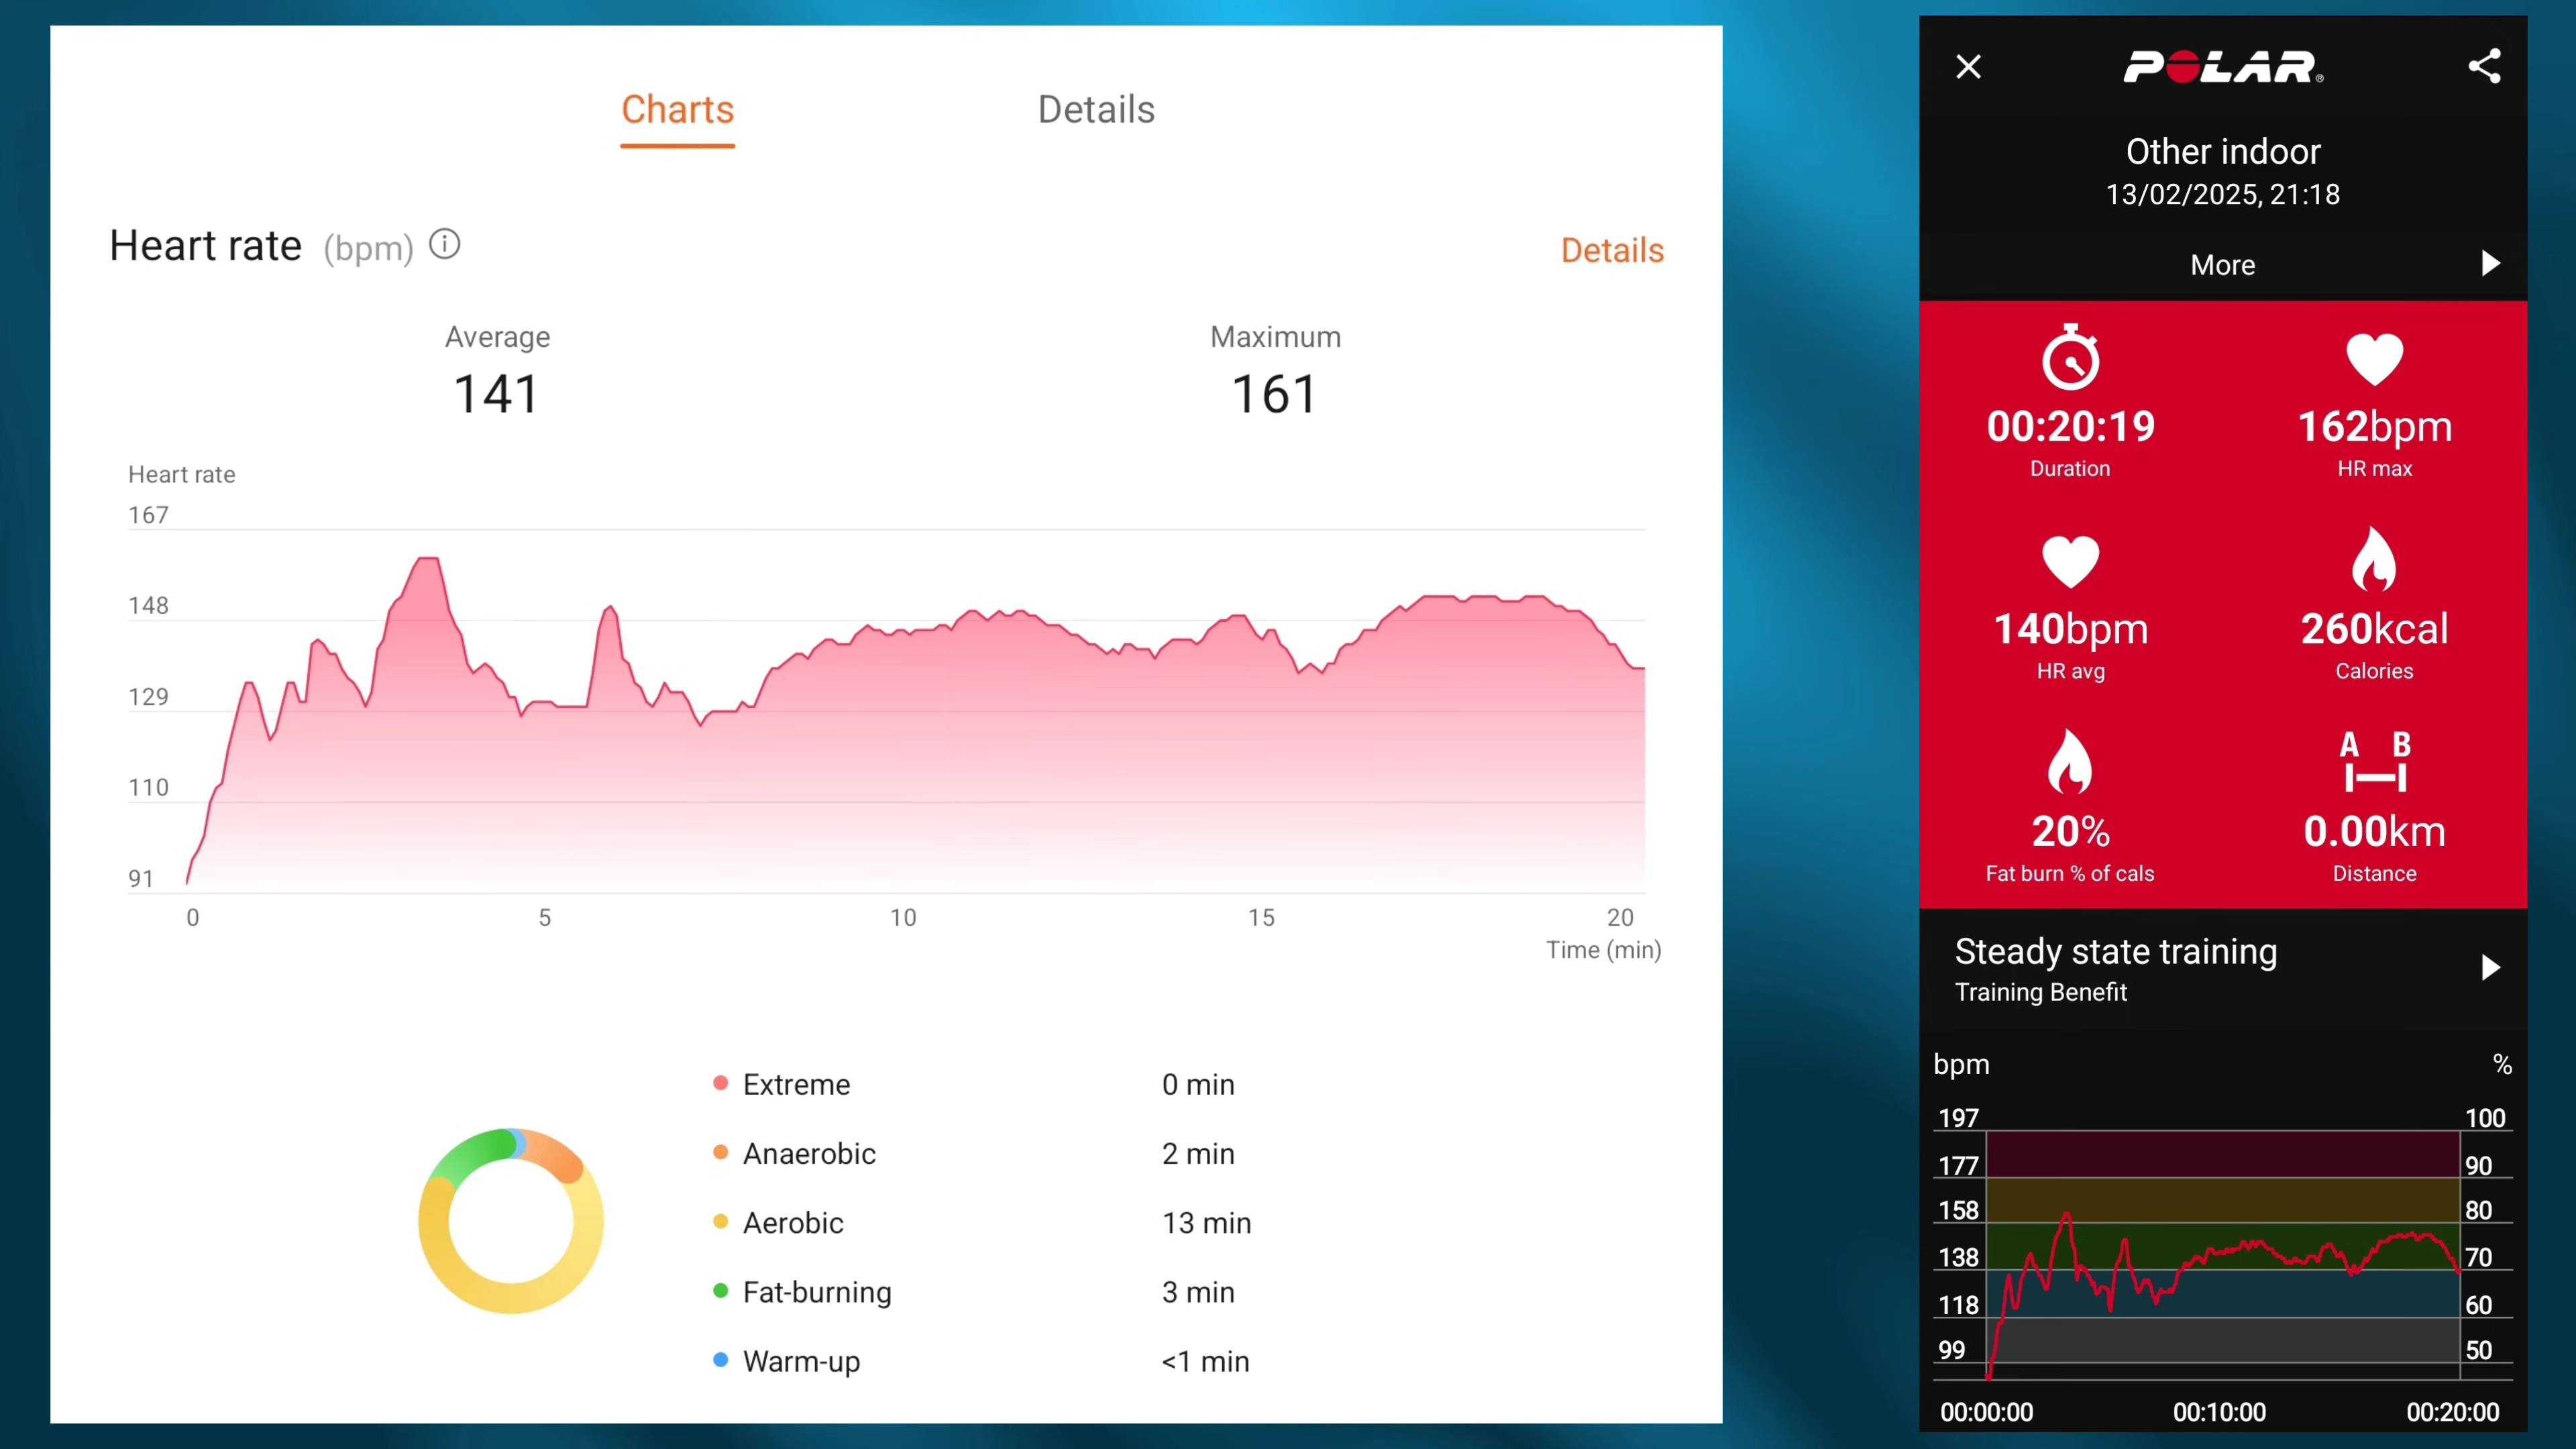 Charts
Details
Heart rate (bpm)
Details
Average
141
Maximum
161
Heart rate
167
148
129
110
91
0
5
10
15
20
Time (min)
Extreme
0 min
Anaerobic
2 min
Aerobic
13 min
Fat-burning
3 min
Warm-up
<1 min
POLAR®
Other indoor
13/02/2025, 21:18
More
00:20:19
Duration
162bpm
HR max
140bpm
HR avg
260kcal
Calories
20%
Fat burn % of cals
A B
0.00km
Distance
Steady state training
Training Benefit
bpm
%
197
100
177
90
158
80
138
70
118
60
99
50
00:00:00
00:10:00
00:20:00